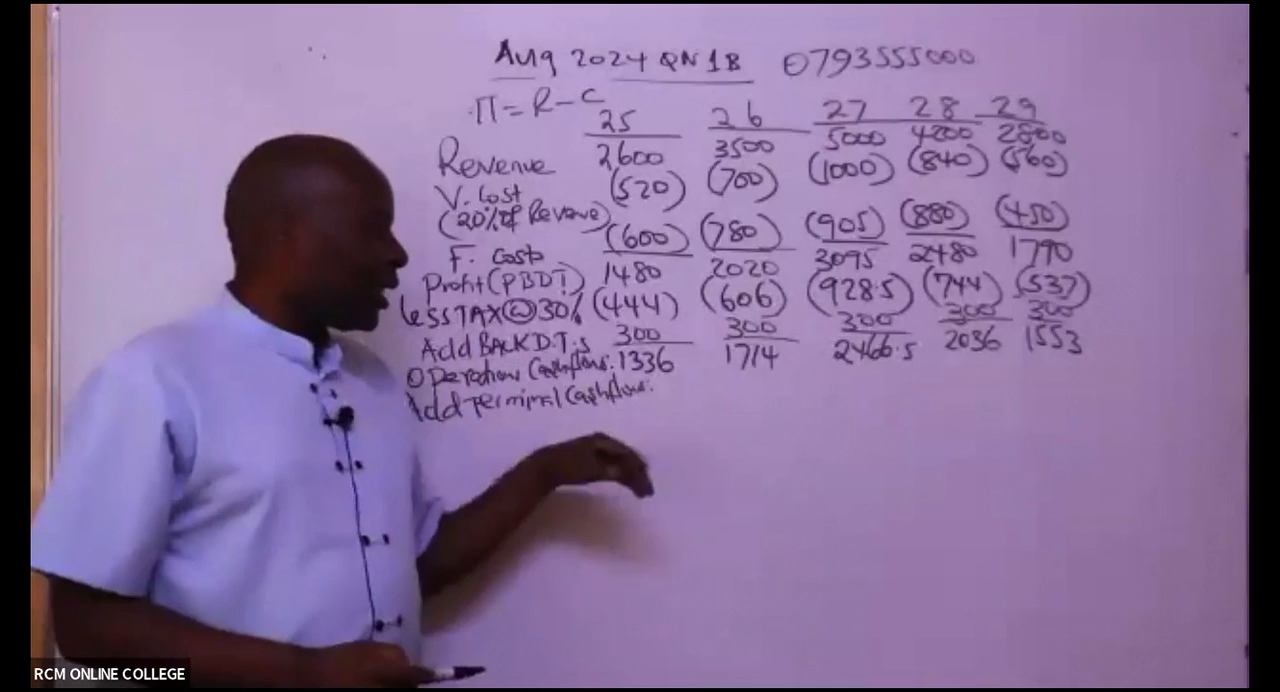 Aug 2024 QN 1B 0793555000
Π = R - C
25 26 27 28 29
Revenue 2600 3500 5000 4200 2800
V. Cost (520) (700) (1000) (840) (560)
(20% of Revenue)
F. Costs (600) (780) (905) (880) (450)
Profit (PBDT) 1480 2020 3095 2480 1790
Less TAX @ 30% (444) (606) (928.5) (744) (537)
Add BACK D.T.S 300 300 300 300 300
Operation Cashflows: 1336 1714 2466.5 2036 1553
Add Terminal Cashflow:
RCM ONLINE COLLEGE